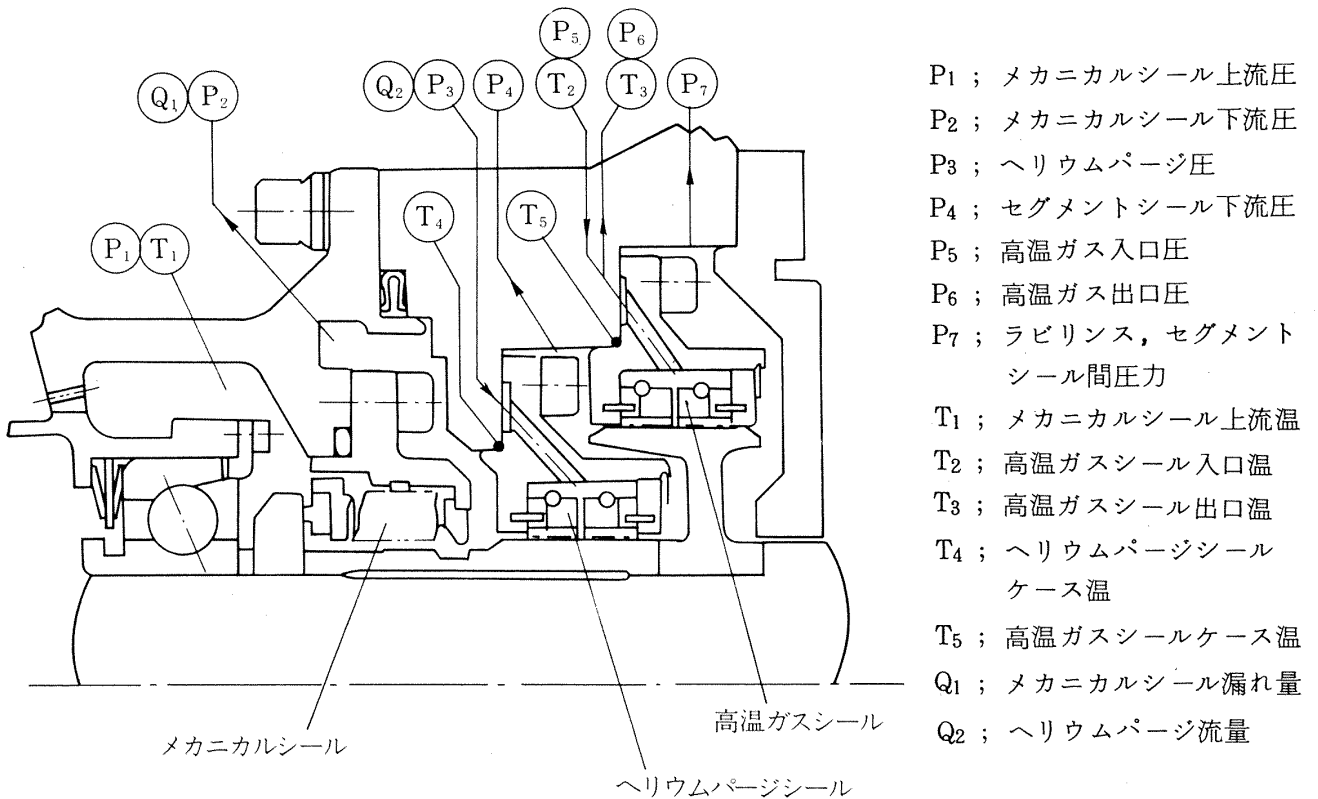 P₅ P₆
Q₁ P₂ Q₂ P₃ P₄ T₂ T₃ P₇
T₄ T₅
P₁ T₁
メカニカルシール
高温ガスシール
ヘリウムパージシール
P₁ ; メカニカルシール上流圧
P₂ ; メカニカルシール下流圧
P₃ ; ヘリウムパージ圧
P₄ ; セグメントシール下流圧
P₅ ; 高温ガス入口圧
P₆ ; 高温ガス出口圧
P₇ ; ラビリンス，セグメント
シール間圧力
T₁ ; メカニカルシール上流温
T₂ ; 高温ガスシール入口温
T₃ ; 高温ガスシール出口温
T₄ ; ヘリウムパージシール
ケース温
T₅ ; 高温ガスシールケース温
Q₁ ; メカニカルシール漏れ量
Q₂ ; ヘリウムパージ流量